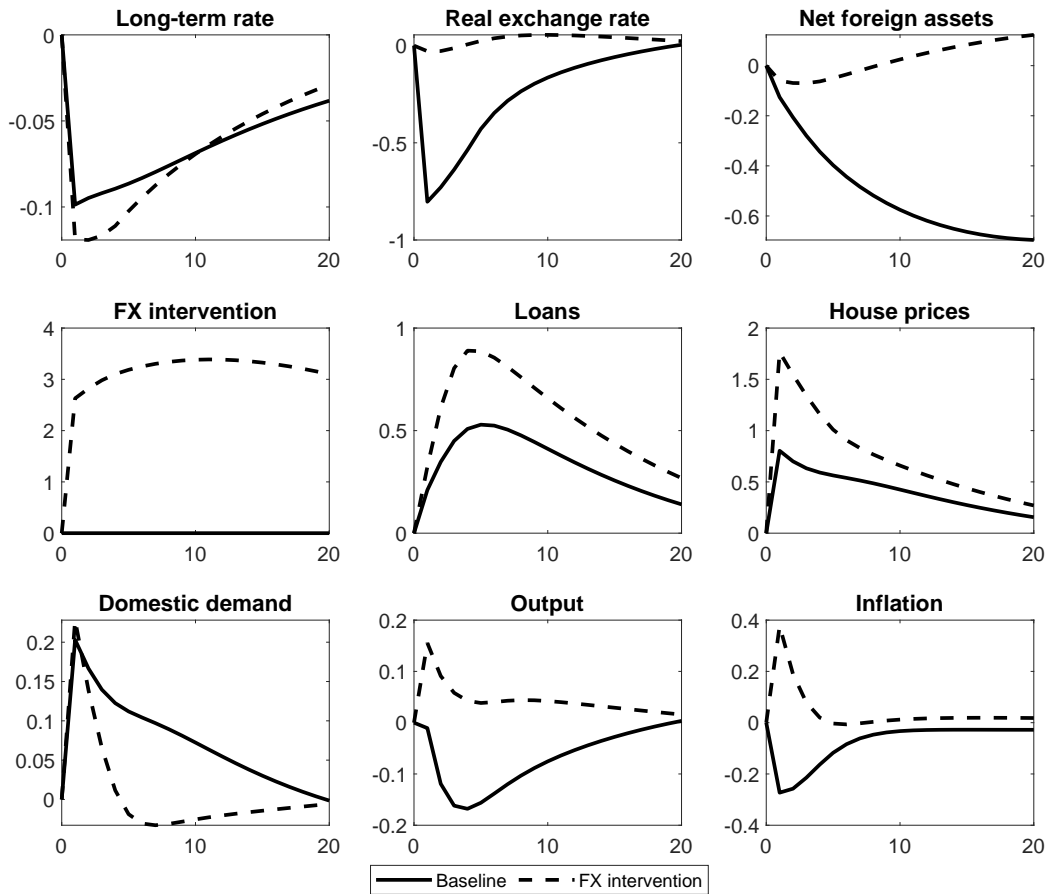 Long-term rate
0
-0.05
-0.1
0 10 20
Real exchange rate
0
-0.5
-1
0 10 20
Net foreign assets
0
-0.2
-0.4
-0.6
0 10 20
FX intervention
4
3
2
1
0
0 10 20
Loans
1
0.5
0
0 10 20
House prices
2
1.5
1
0.5
0
0 10 20
Domestic demand
0.2
0.15
0.1
0.05
0
0 10 20
Output
0.2
0.1
0
-0.1
-0.2
0 10 20
Inflation
0.4
0.2
0
-0.2
-0.4
0 10 20
Baseline FX intervention